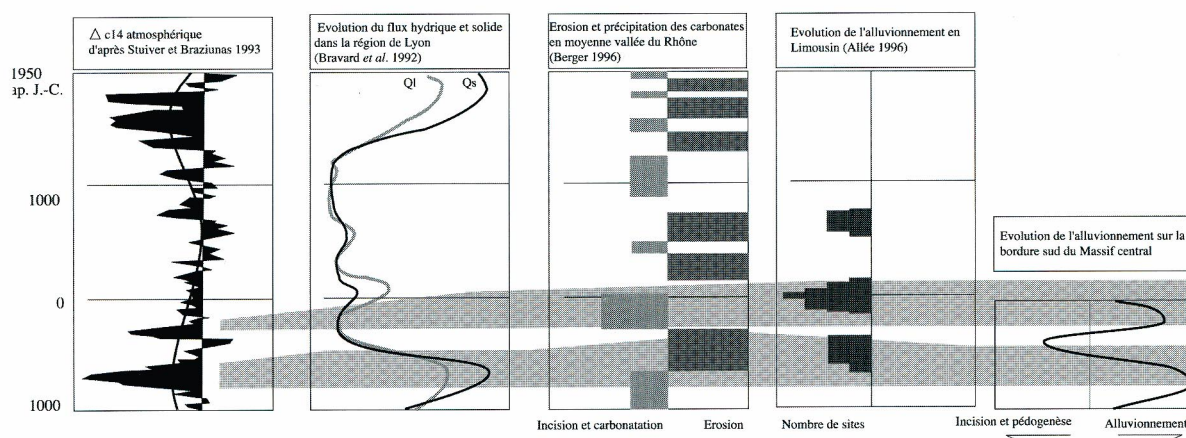 △ c14 atmosphérique
d'après Stuiver et Braziunas 1993
Evolution du flux hydrique et solide
dans la région de Lyon
(Bravard et al. 1992)
Erosion et précipitation des carbonates
en moyenne vallée du Rhône
(Berger 1996)
Evolution de l'alluvionnement en
Limousin (Allée 1996)
1950
ap. J.-C.
Ql
Qs
1000
Evolution de l'alluvionnement sur la
bordure sud du Massif central
0
1000
Incision et carbonatation
Erosion
Nombre de sites
Incision et pédogenèse
Alluvionnement